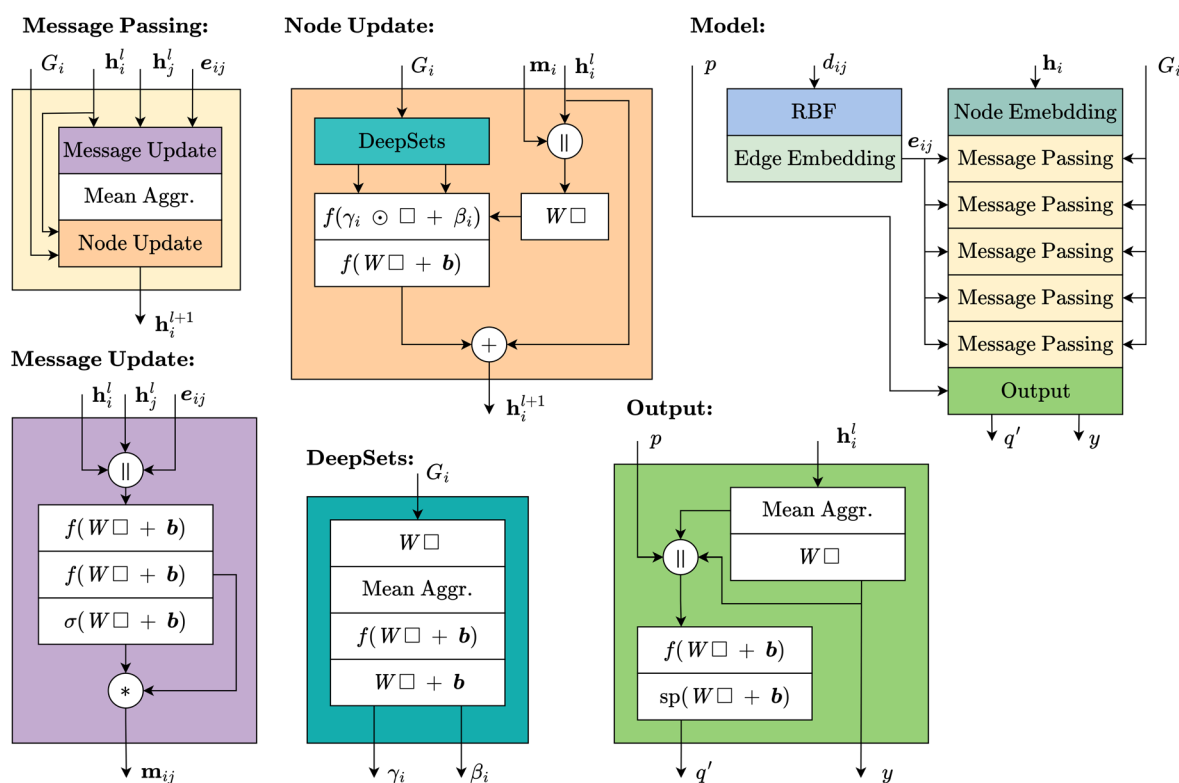 Message Passing:
G_i h_i^l h_j^l e_ij
Message Update
Mean Aggr.
Node Update
h_i^{l+1}
Node Update:
G_i m_i h_i^l
DeepSets ||
f(γ_i ⊙ □ + β_i) W□
f(W□ + b)
+
h_i^{l+1}
Model:
p d_ij h_i G_i
RBF Node Emebdding
Edge Embedding e_ij Message Passing
Message Passing
Message Passing
Message Passing
Message Passing
Output
q′ y
Message Update:
h_i^l h_j^l e_ij
||
f(W□ + b)
f(W□ + b)
σ(W□ + b)
*
m_ij
DeepSets:
G_i
W□
Mean Aggr.
f(W□ + b)
W□ + b
γ_i β_i
Output:
p h_i^l
Mean Aggr.
|| W□
f(W□ + b)
sp(W□ + b)
q′ y